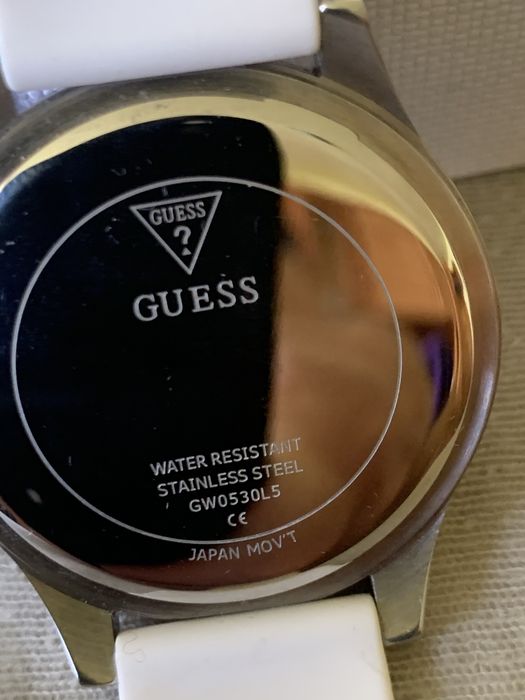 GUESS
?
GUESS
WATER RESISTANT
STAINLESS STEEL
GW0530L5
CE
JAPAN MOV'T